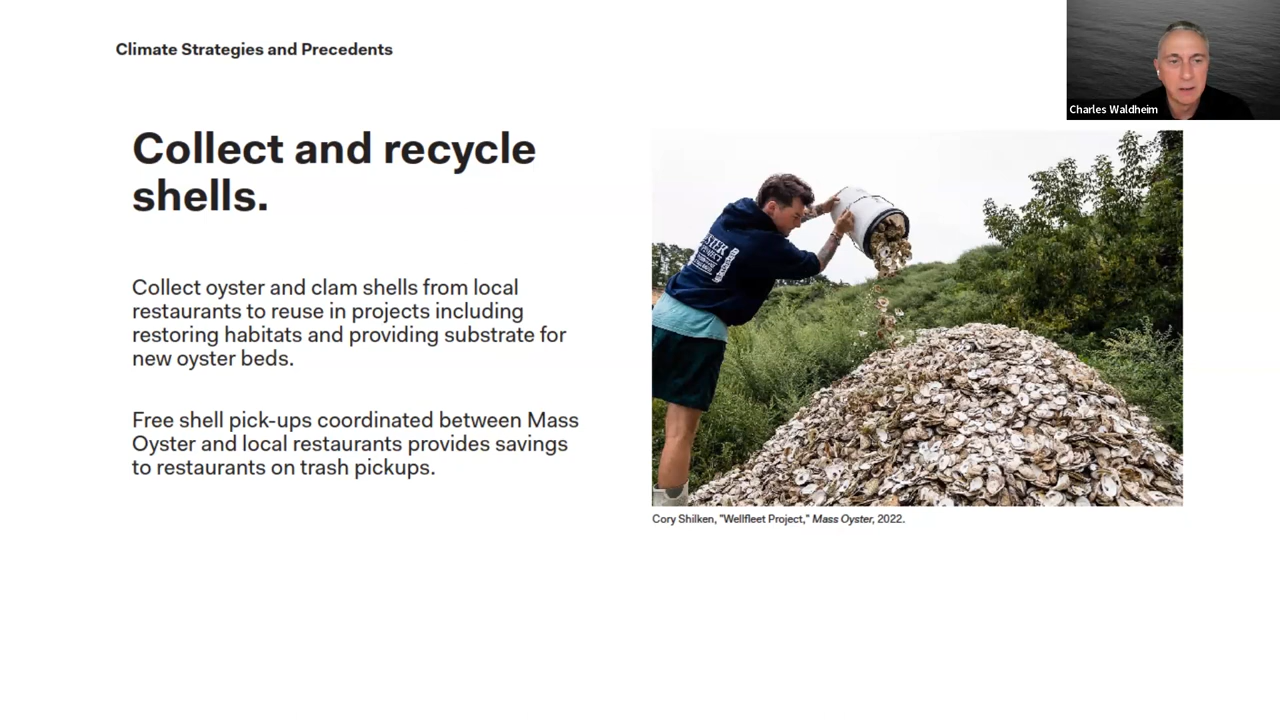 Climate Strategies and Precedents
Charles Waldheim
Collect and recycle
shells.
Collect oyster and clam shells from local
restaurants to reuse in projects including
restoring habitats and providing substrate for
new oyster beds.
Free shell pick-ups coordinated between Mass
Oyster and local restaurants provides savings
to restaurants on trash pickups.
Cory Shilken, "Wellfleet Project," Mass Oyster, 2022.